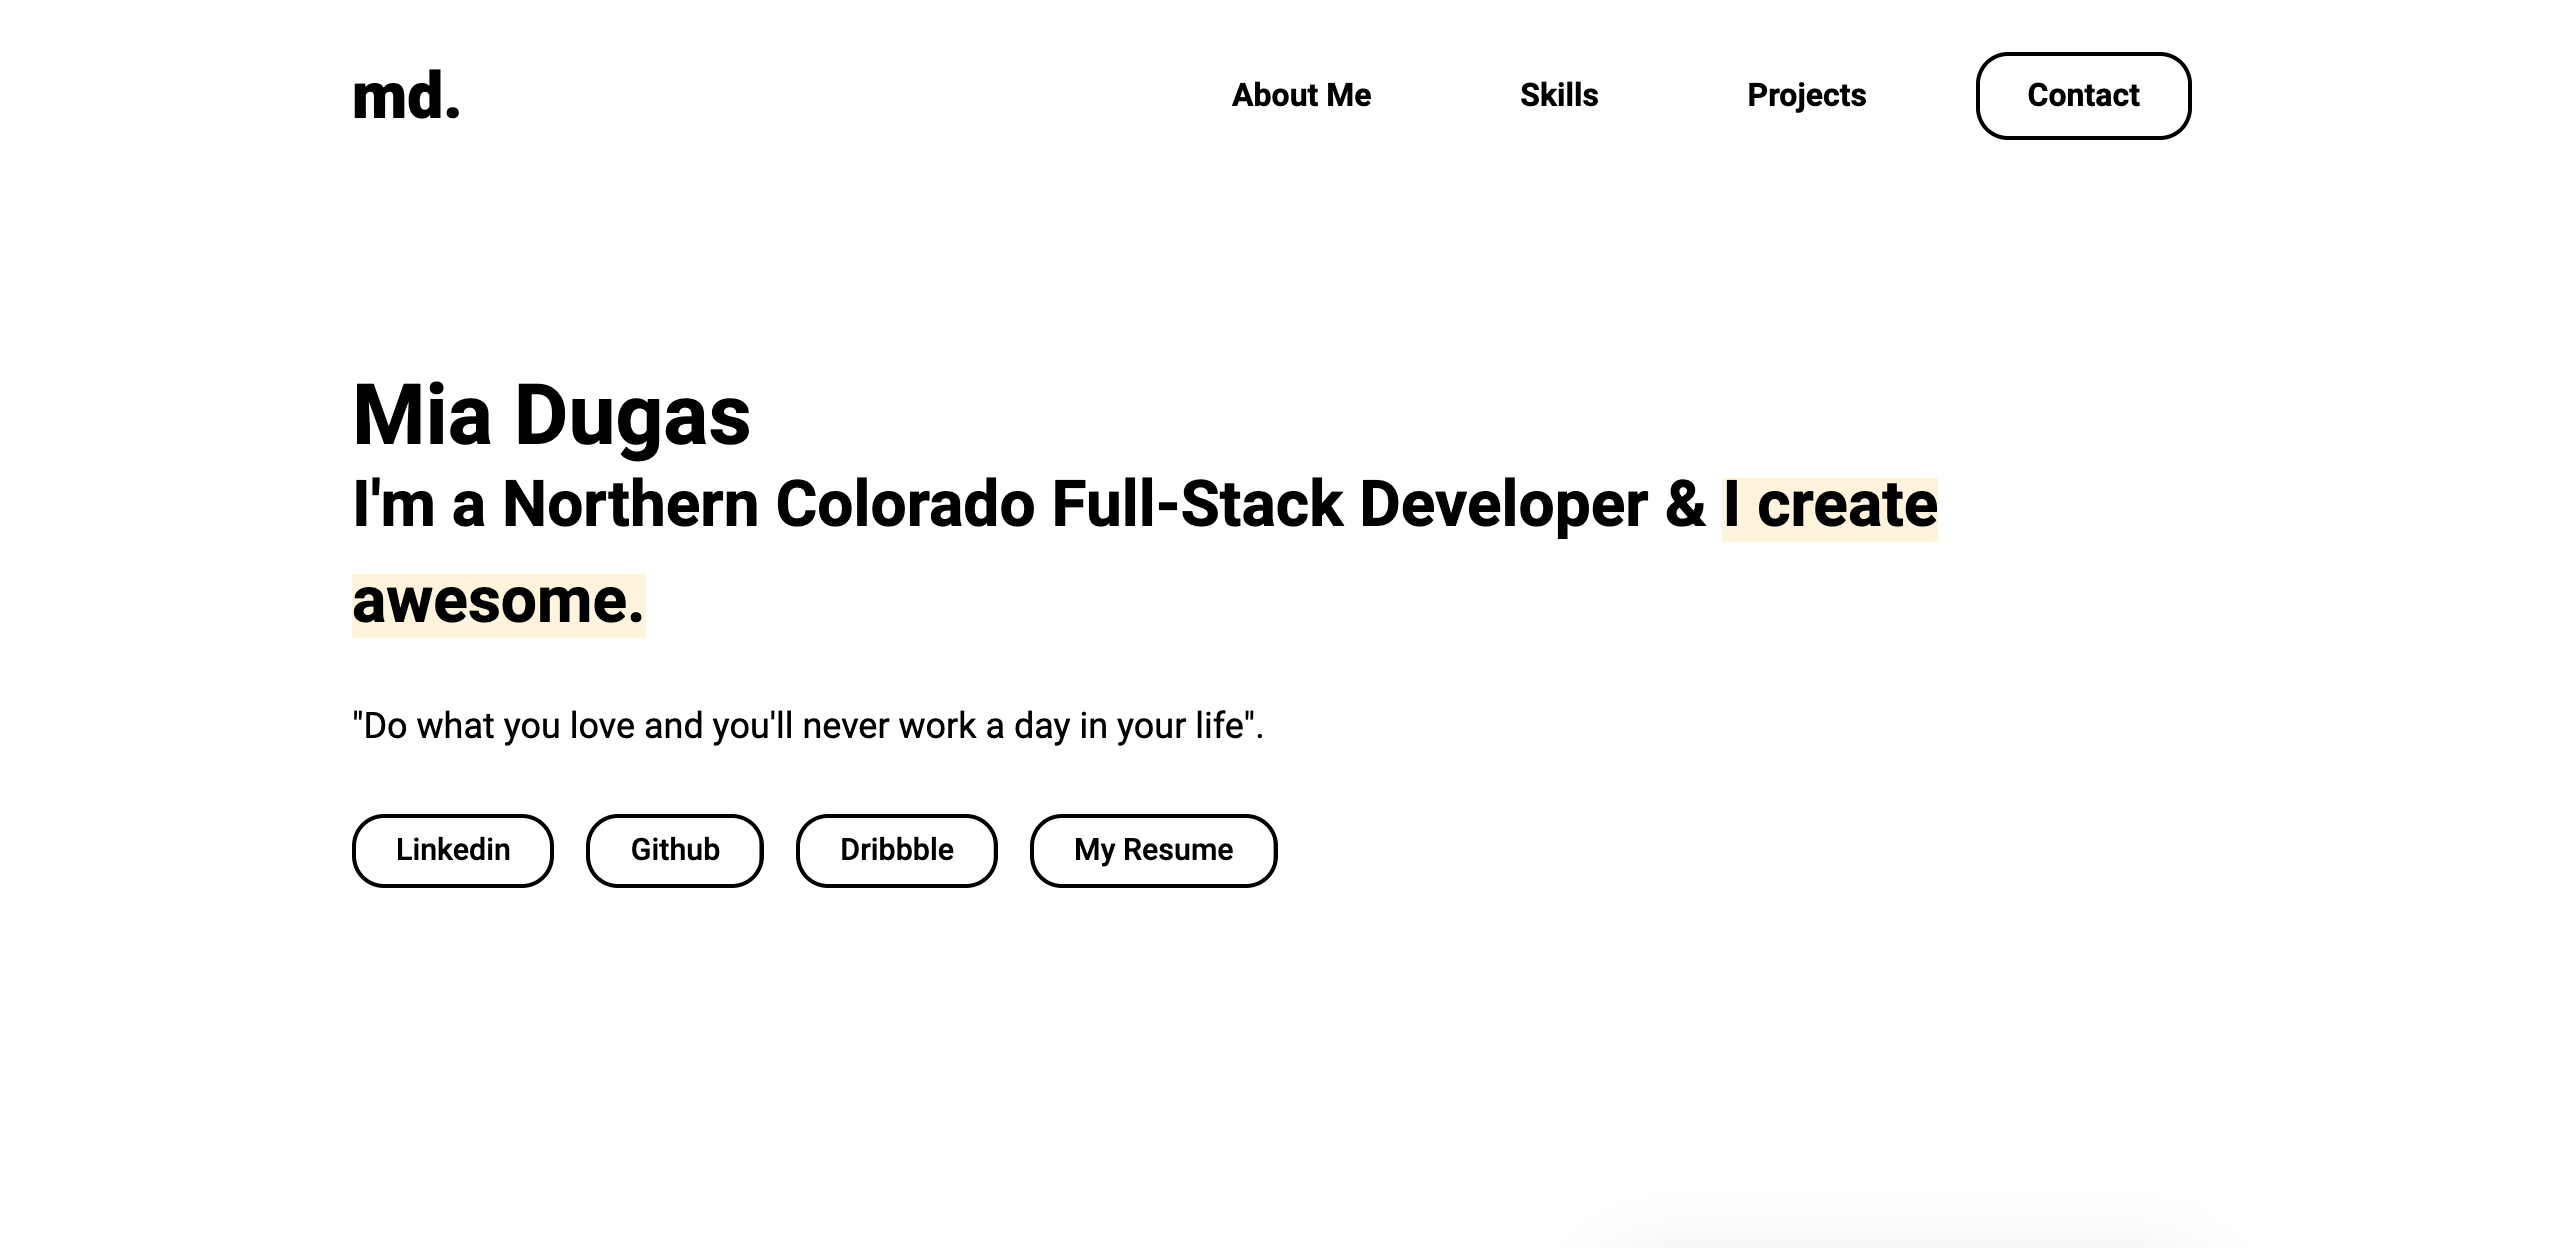 md.
About Me Skills Projects Contact
Mia Dugas
I'm a Northern Colorado Full-Stack Developer & I create
awesome.
"Do what you love and you'll never work a day in your life".
Linkedin Github Dribbble My Resume